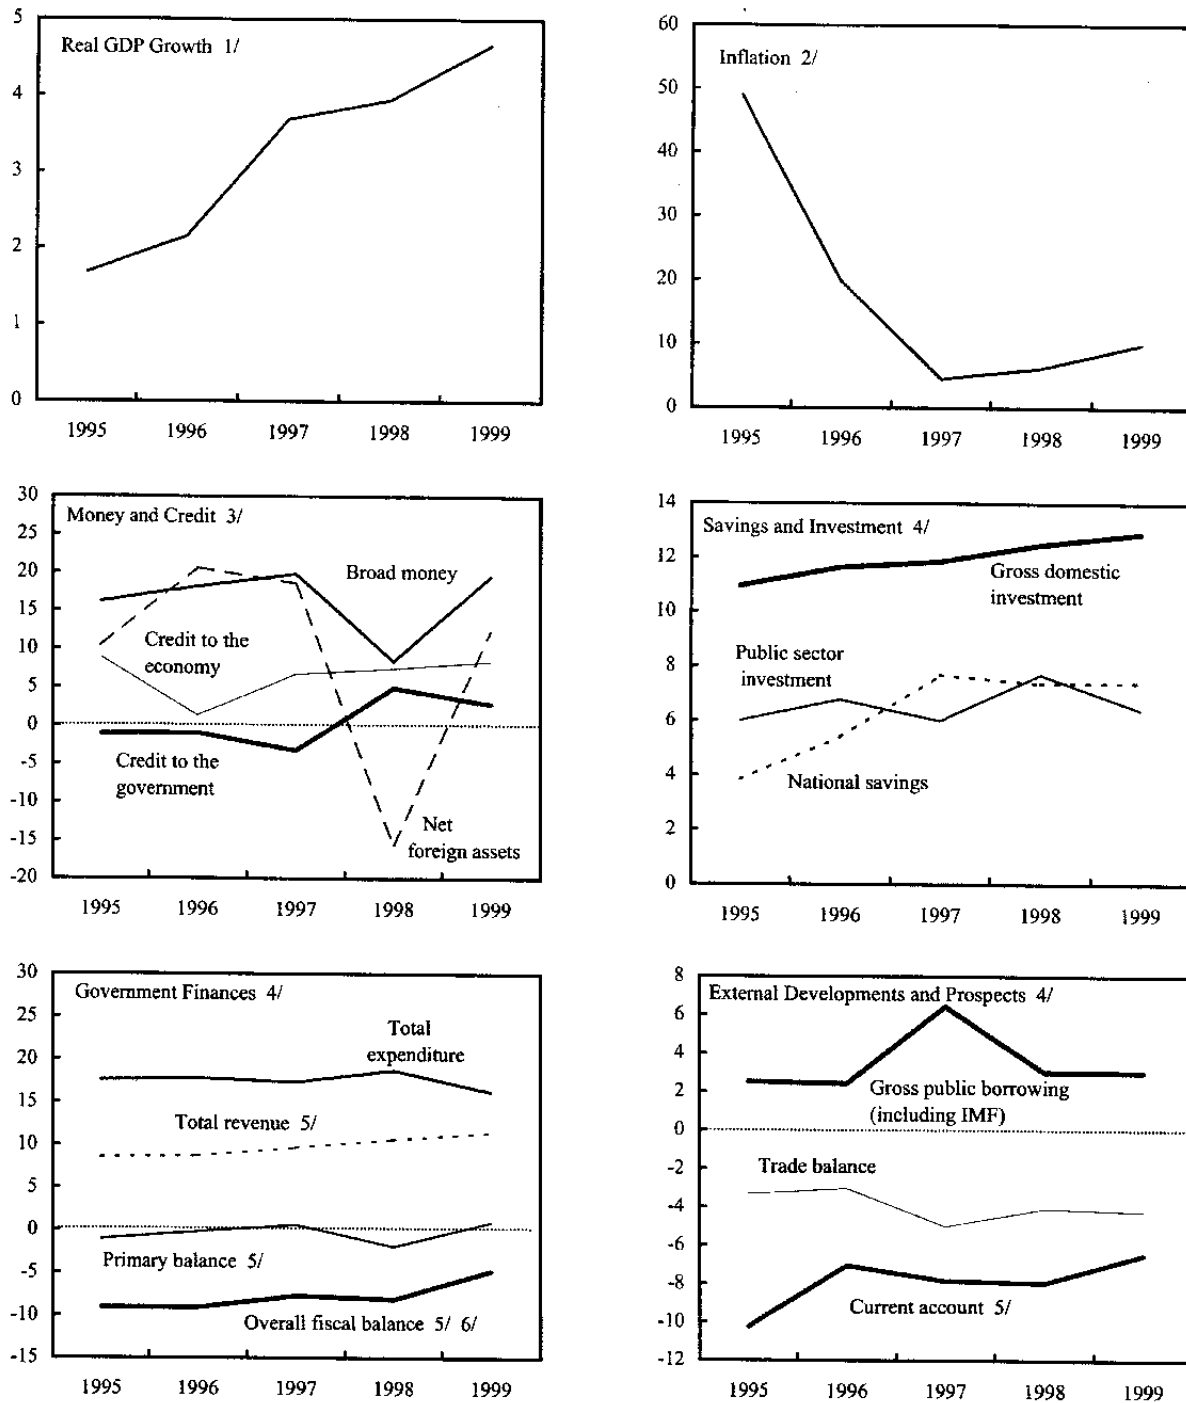 Real GDP Growth 1/
5
4
3
2
1
0
1995 1996 1997 1998 1999
Inflation 2/
60
50
40
30
20
10
0
1995 1996 1997 1998 1999
Money and Credit 3/
30
25
20
15
10
5
0
-5
-10
-15
-20
Broad money
Credit to the
economy
Credit to the
government
Net
foreign assets
1995 1996 1997 1998 1999
Savings and Investment 4/
14
12
10
8
6
4
2
0
Gross domestic
investment
Public sector
investment
National savings
1995 1996 1997 1998 1999
Government Finances 4/
30
25
20
15
10
5
0
-5
-10
-15
Total
expenditure
Total revenue 5/
Primary balance 5/
Overall fiscal balance 5/ 6/
1995 1996 1997 1998 1999
External Developments and Prospects 4/
8
6
4
2
0
-2
-4
-6
-8
-10
-12
Gross public borrowing
(including IMF)
Trade balance
Current account 5/
1995 1996 1997 1998 1999